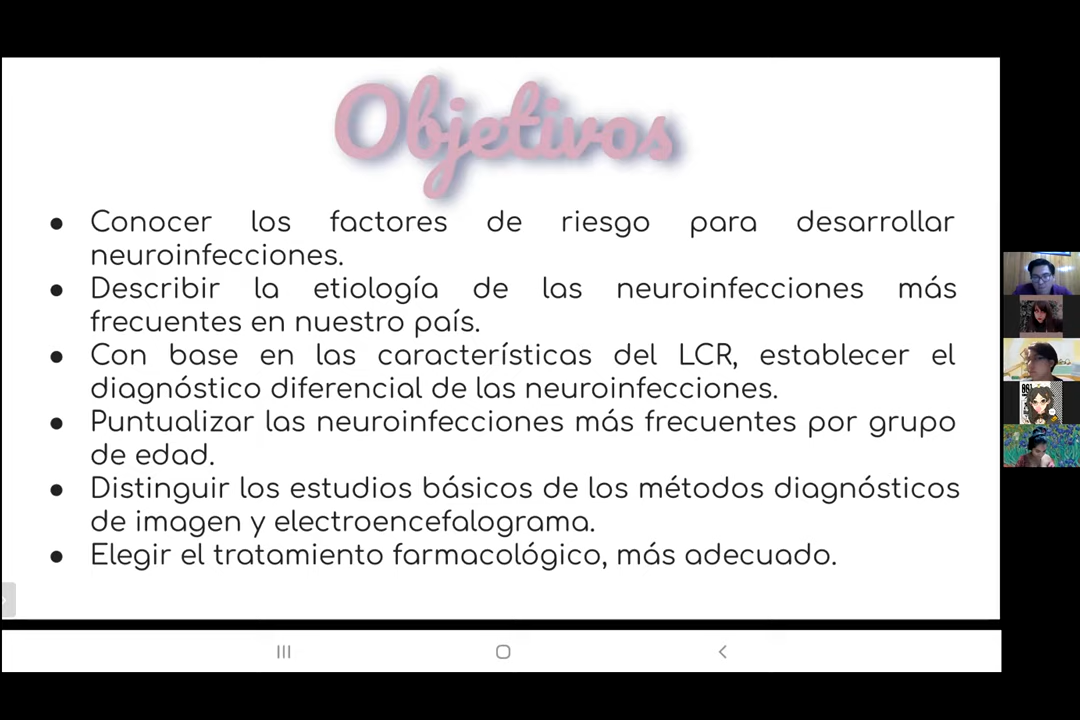 Objetivos
● Conocer los factores de riesgo para desarrollar
neuroinfecciones.
● Describir la etiología de las neuroinfecciones más
frecuentes en nuestro país.
● Con base en las características del LCR, establecer el
diagnóstico diferencial de las neuroinfecciones.
● Puntualizar las neuroinfecciones más frecuentes por grupo
de edad.
● Distinguir los estudios básicos de los métodos diagnósticos
de imagen y electroencefalograma.
● Elegir el tratamiento farmacológico, más adecuado.